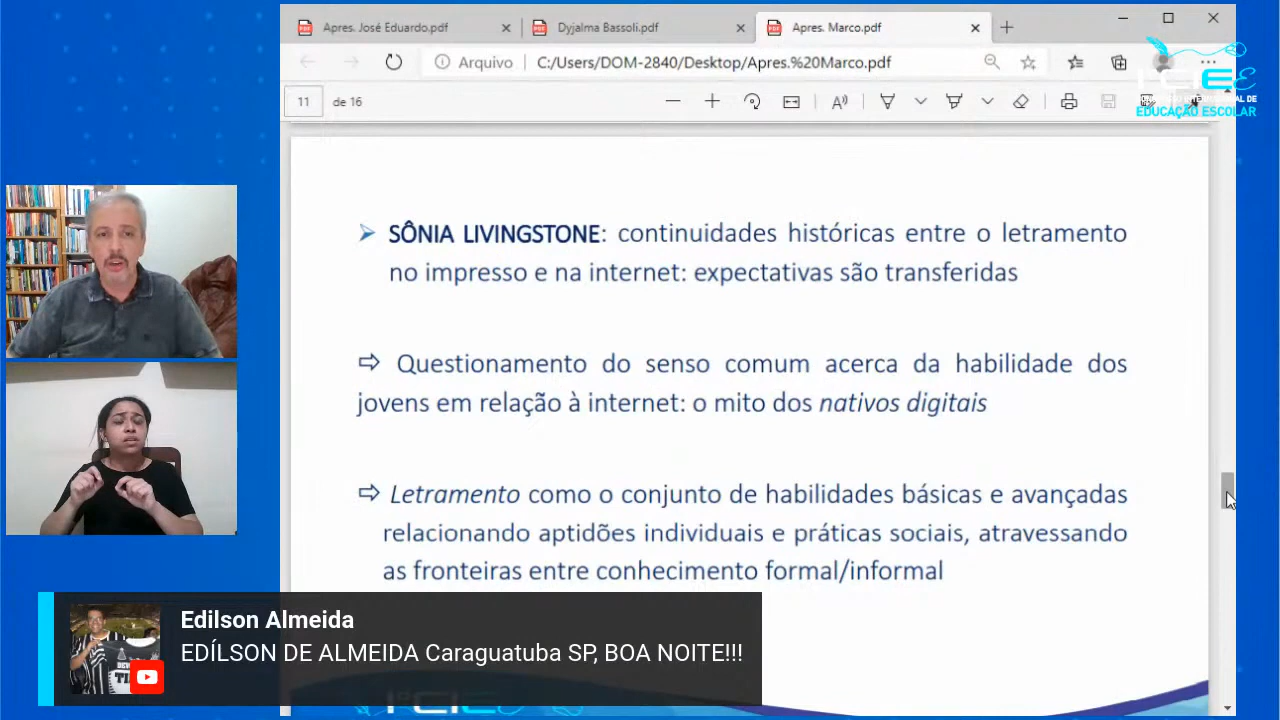 Apres. José Eduardo.pdf
Dyjalma Bassoli.pdf
Apres. Marco.pdf
Arquivo
C:/Users/DOM-2840/Desktop/Apres.%20Marco.pdf
11
de 16
EDUCAÇÃO ESCOLAR
➢ SÔNIA LIVINGSTONE: continuidades históricas entre o letramento
no impresso e na internet: expectativas são transferidas
⇨ Questionamento do senso comum acerca da habilidade dos
jovens em relação à internet: o mito dos nativos digitais
⇨ Letramento como o conjunto de habilidades básicas e avançadas
relacionando aptidões individuais e práticas sociais, atravessando
as fronteiras entre conhecimento formal/informal
Edilson Almeida
EDÍLSON DE ALMEIDA Caraguatuba SP, BOA NOITE!!!